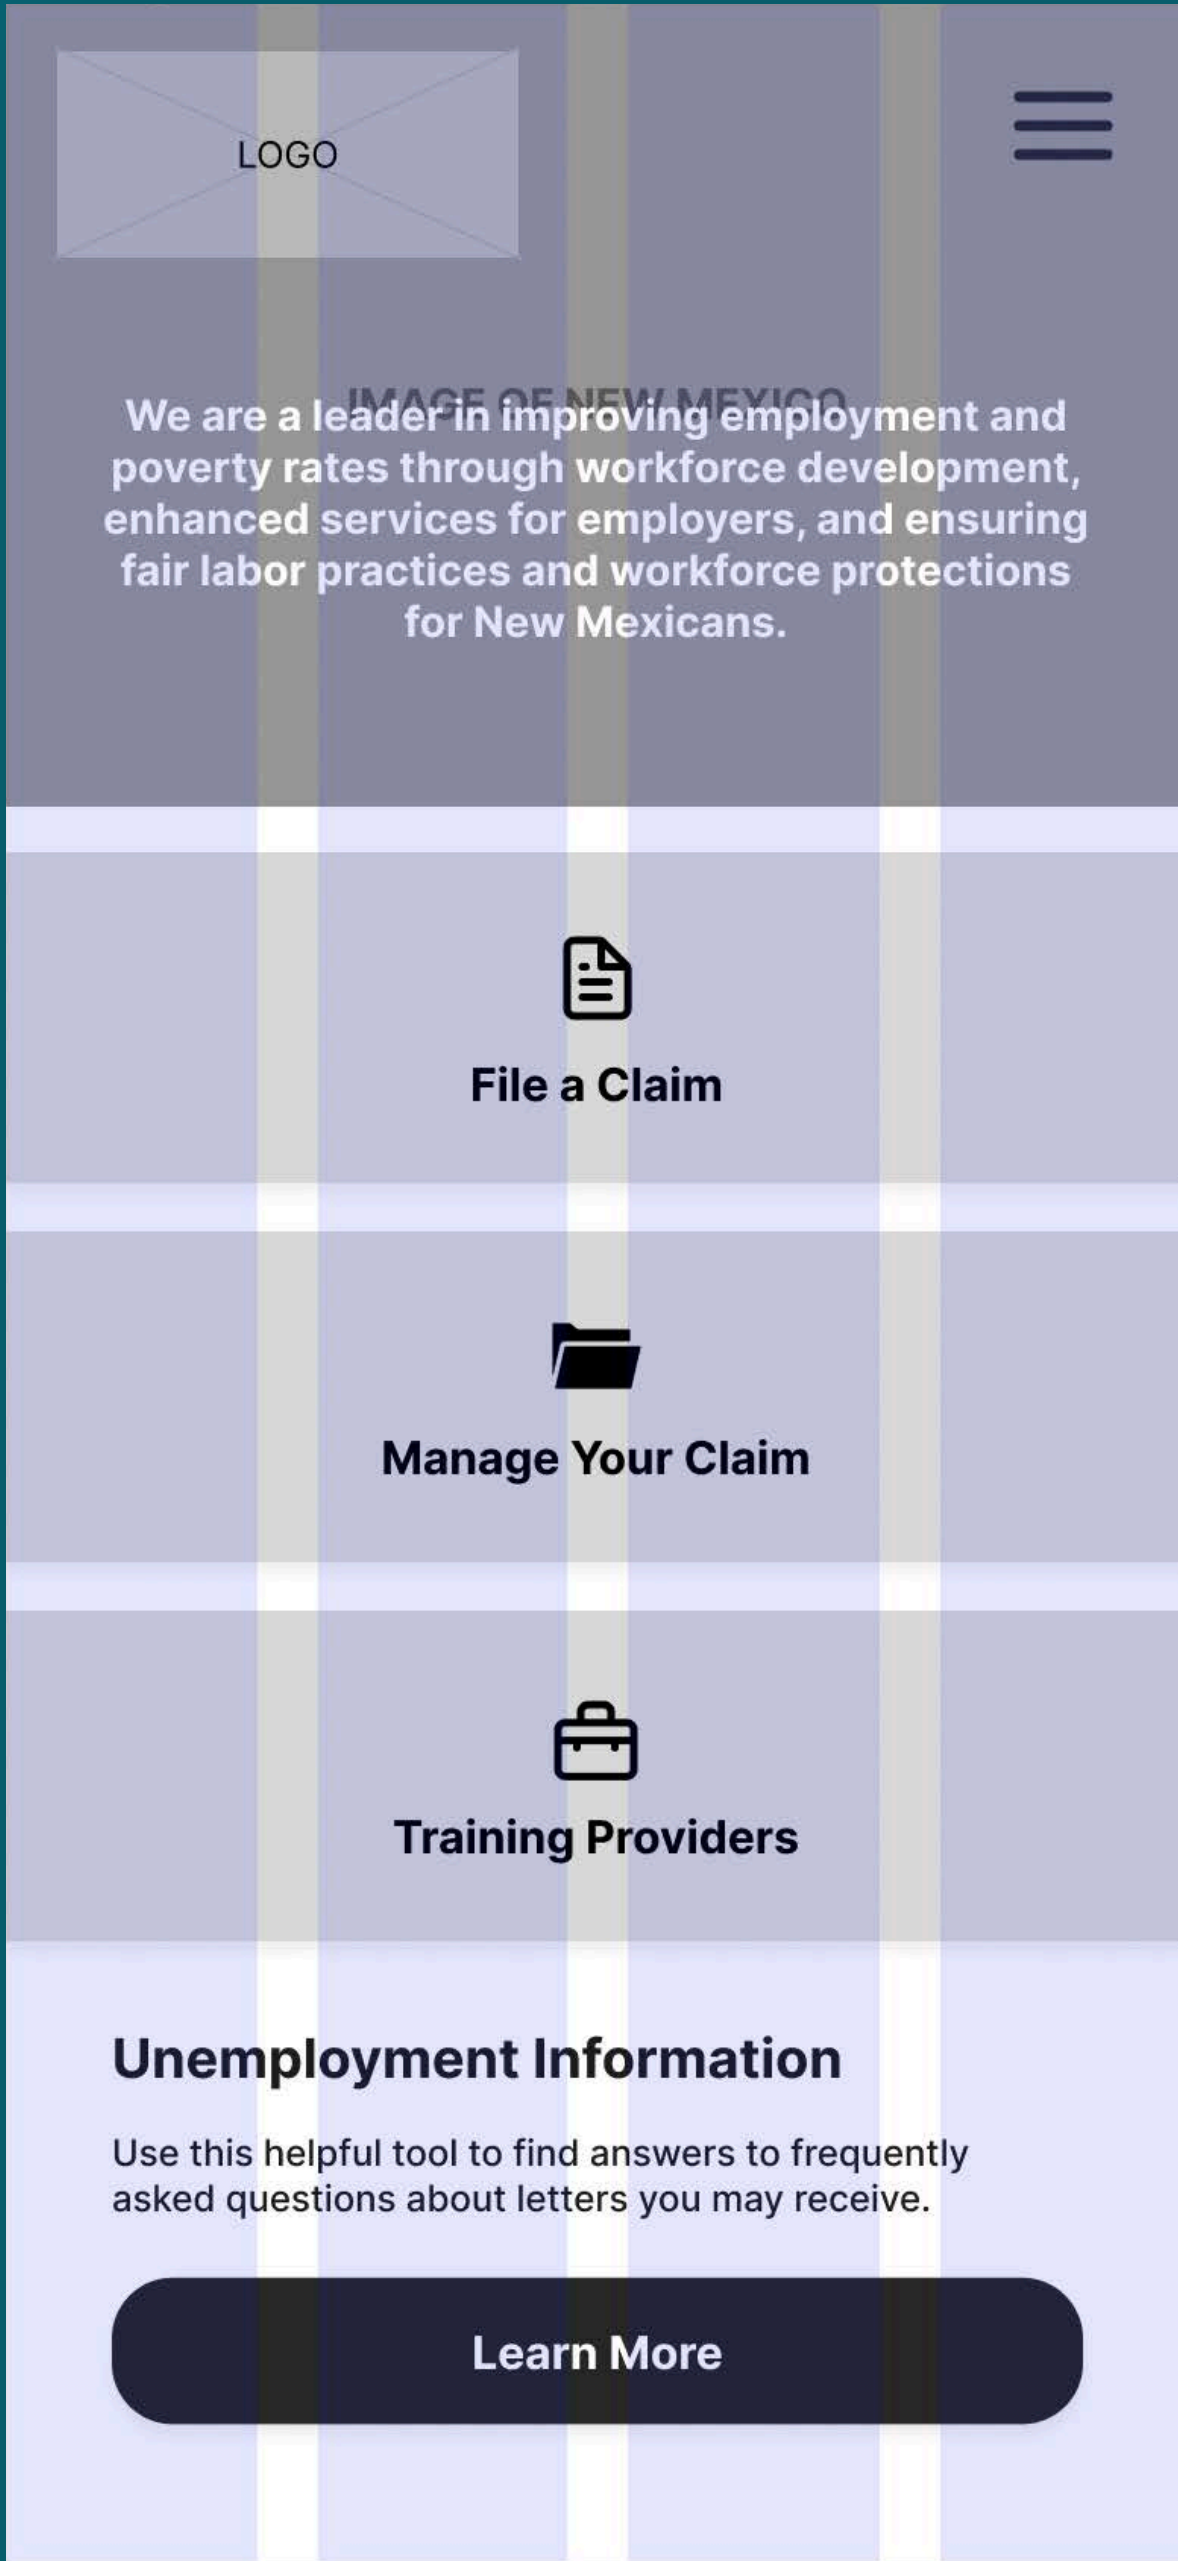 LOGO
IMAGE OF NEW MEXICO
We are a leader in improving employment and
poverty rates through workforce development,
enhanced services for employers, and ensuring
fair labor practices and workforce protections
for New Mexicans.
File a Claim
Manage Your Claim
Training Providers
Unemployment Information
Use this helpful tool to find answers to frequently
asked questions about letters you may receive.
Learn More